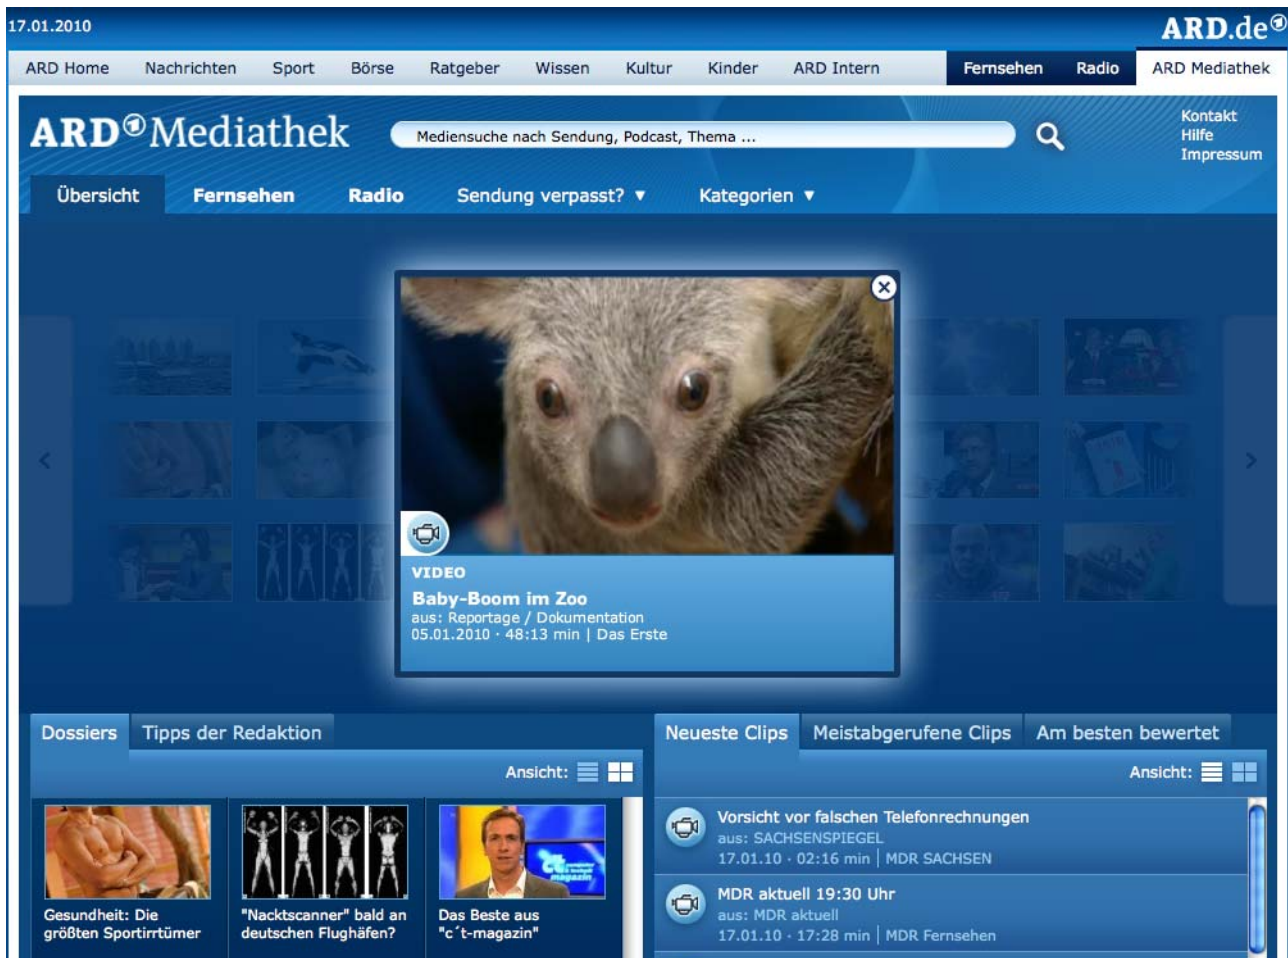 17.01.2010
ARD.de
ARD Home Nachrichten Sport Börse Ratgeber Wissen Kultur Kinder ARD Intern Fernsehen Radio ARD Mediathek
ARD Mediathek
Mediensuche nach Sendung, Podcast, Thema ...
Kontakt
Hilfe
Impressum
Übersicht Fernsehen Radio Sendung verpasst? ▼ Kategorien ▼
VIDEO
Baby-Boom im Zoo
aus: Reportage / Dokumentation
05.01.2010 · 48:13 min | Das Erste
Dossiers Tipps der Redaktion
Ansicht:
c't
magazin
Gesundheit: Die
größten Sportirrtümer
"Nacktscanner" bald an
deutschen Flughäfen?
Das Beste aus
"c´t-magazin"
Neueste Clips Meistabgerufene Clips Am besten bewertet
Ansicht:
Vorsicht vor falschen Telefonrechnungen
aus: SACHSENSPIEGEL
17.01.10 · 02:16 min | MDR SACHSEN
MDR aktuell 19:30 Uhr
aus: MDR aktuell
17.01.10 · 17:28 min | MDR Fernsehen